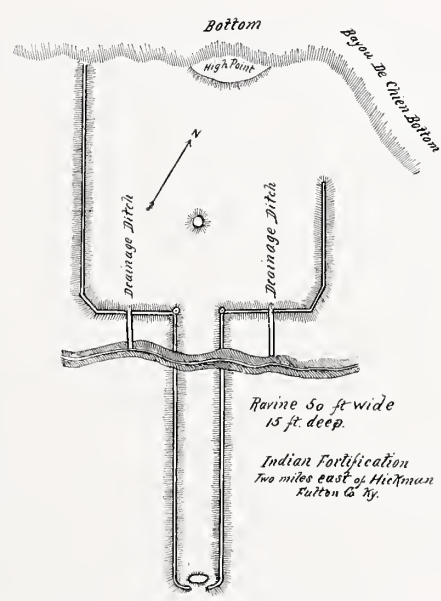 Bottom
High Point
Bayou De Chien Bottom
N
Drainage Ditch
Drainage Ditch
Ravine 50 ft wide
15 ft. deep.
Indian Fortification
Two miles east of Hickman
Fulton Co Ky.